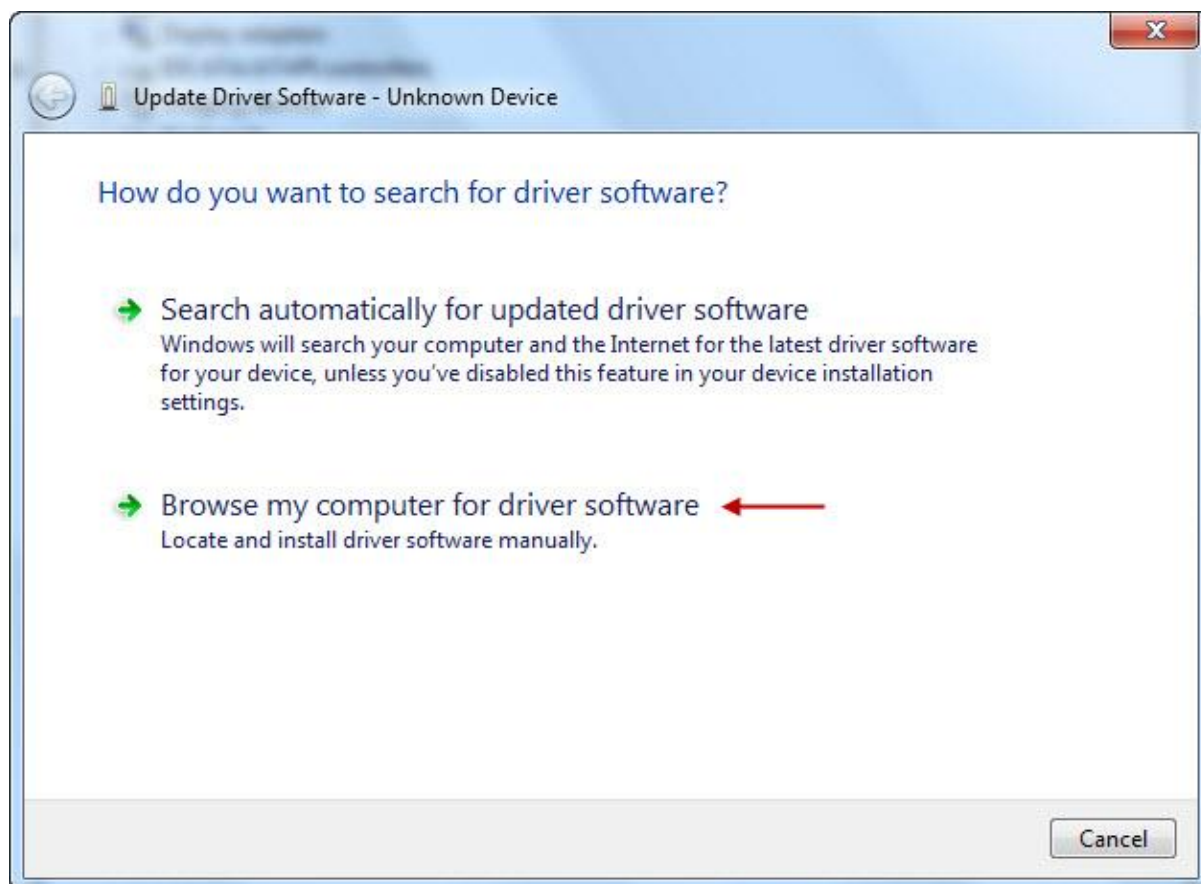 Update Driver Software - Unknown Device
How do you want to search for driver software?
Search automatically for updated driver software
Windows will search your computer and the Internet for the latest driver software
for your device, unless you've disabled this feature in your device installation
settings.
Browse my computer for driver software
Locate and install driver software manually.
Cancel